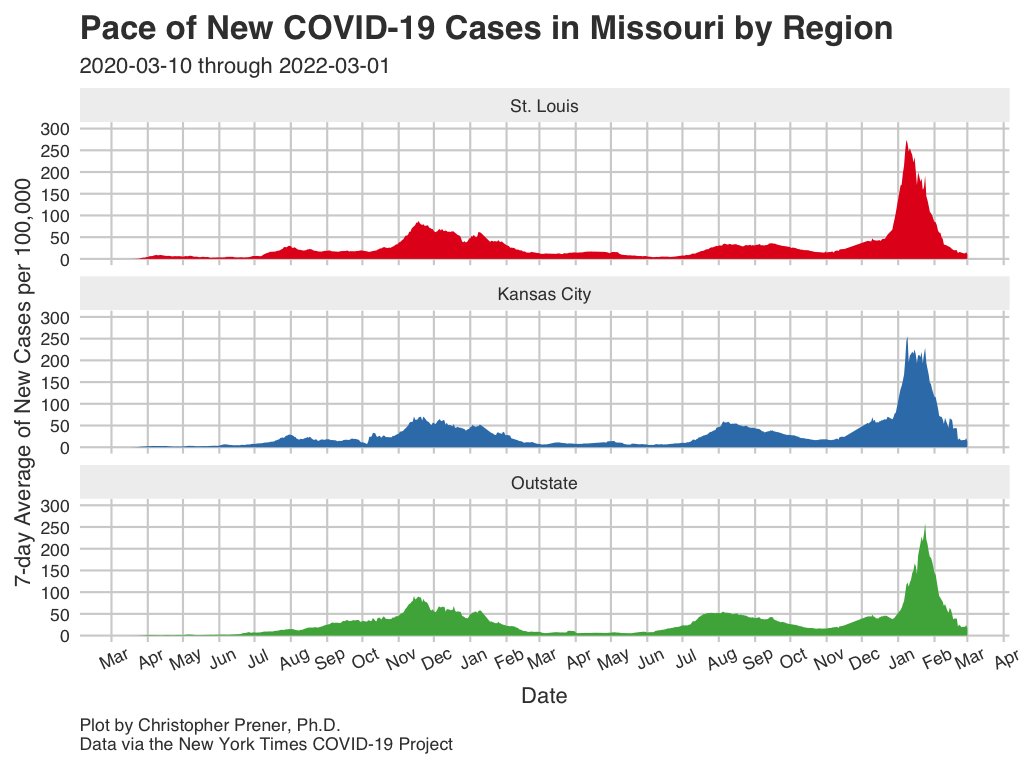 Pace of New COVID-19 Cases in Missouri by Region
2020-03-10 through 2022-03-01
7-day Average of New Cases per 100,000
St. Louis
300
250
200
150
100
50
0
Kansas City
300
250
200
150
100
50
0
Outstate
300
250
200
150
100
50
0
Mar Apr May Jun Jul Aug Sep Oct Nov Dec Jan Feb Mar Apr May Jun Jul Aug Sep Oct Nov Dec Jan Feb Mar Apr
Date
Plot by Christopher Prener, Ph.D.
Data via the New York Times COVID-19 Project